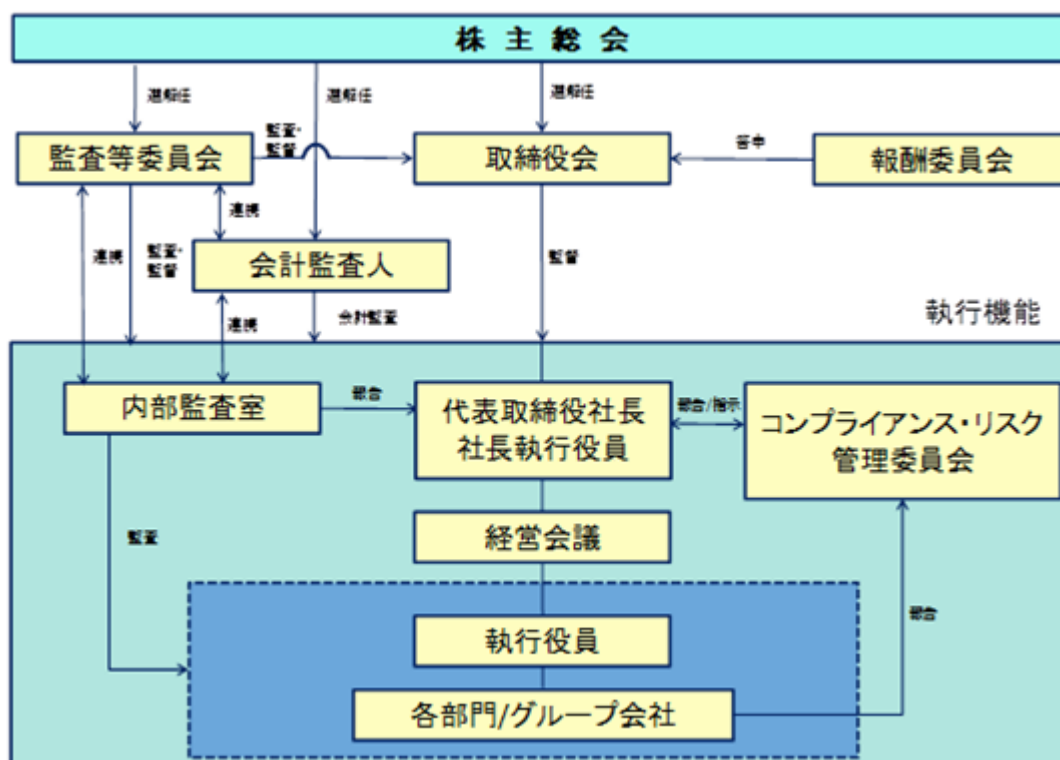 株主総会
選解任
選解任
選解任
監査等委員会
監査・
監督
取締役会
答申
報酬委員会
連携
監査・
監督
連携
会計監査人
監督
連携
会計監査
執行機能
内部監査室
報告
代表取締役社長
社長執行役員
報告/指示
コンプライアンス・リスク
管理委員会
監査
経営会議
執行役員
報告
各部門/グループ会社